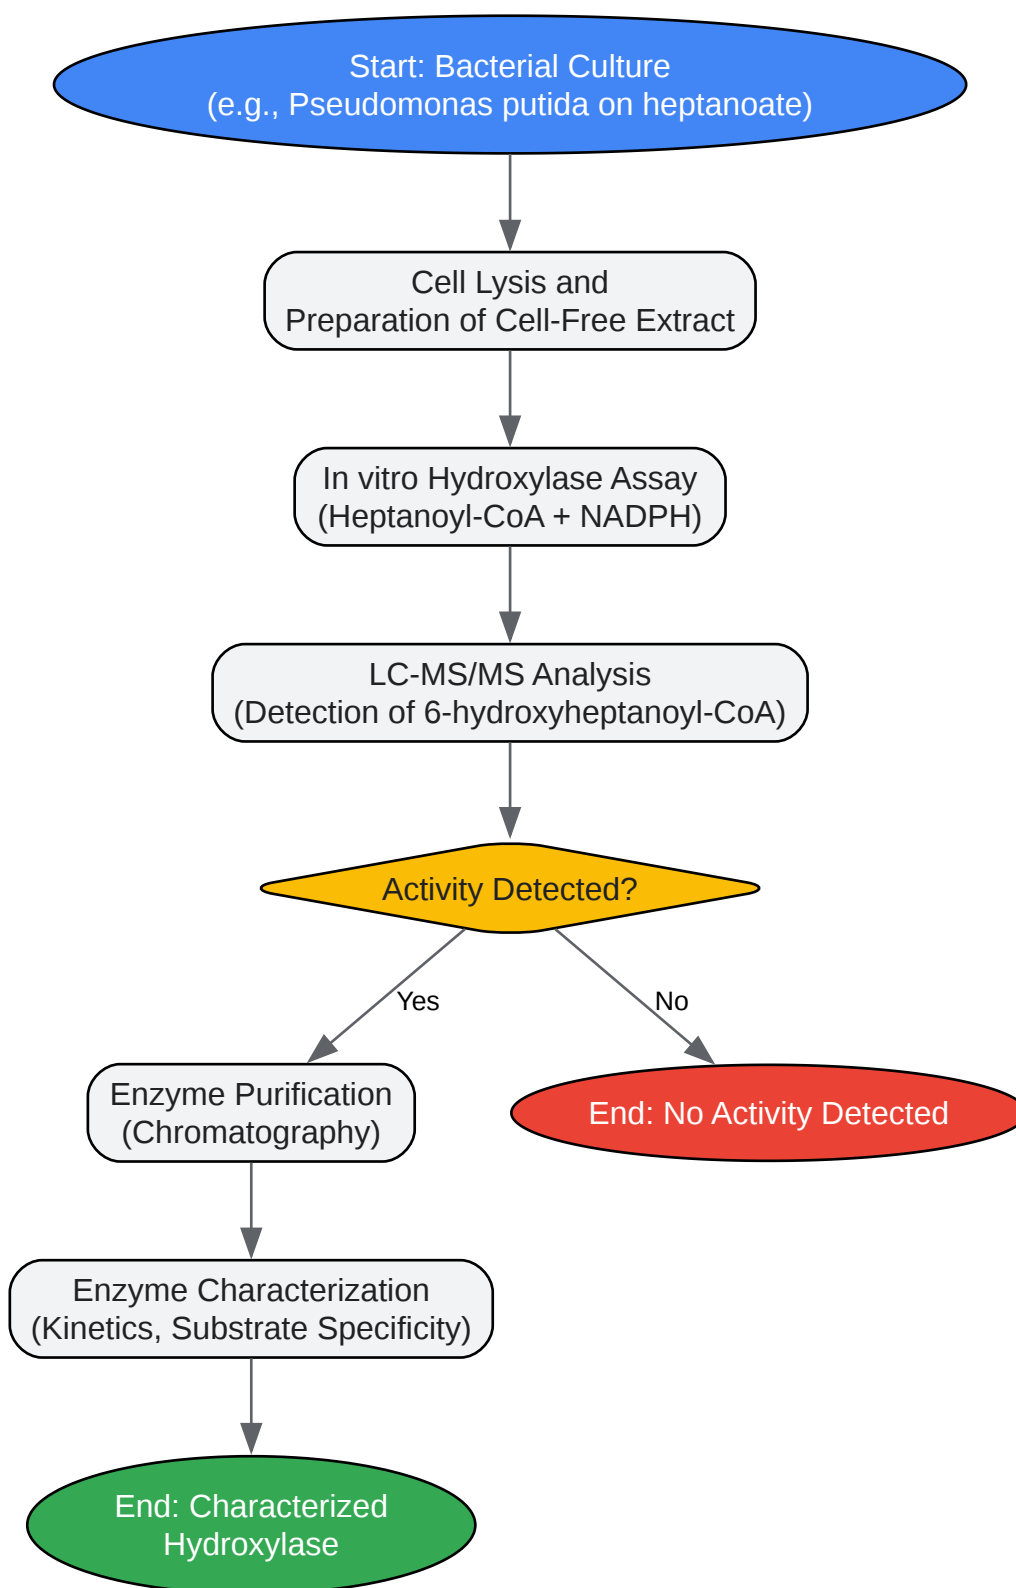 Start: Bacterial Culture
(e.g., Pseudomonas putida on heptanoate)
Cell Lysis and
Preparation of Cell-Free Extract
In vitro Hydroxylase Assay
(Heptanoyl-CoA + NADPH)
LC-MS/MS Analysis
(Detection of 6-hydroxyheptanoyl-CoA)
Activity Detected?
Yes
No
Enzyme Purification
(Chromatography)
End: No Activity Detected
Enzyme Characterization
(Kinetics, Substrate Specificity)
End: Characterized
Hydroxylase